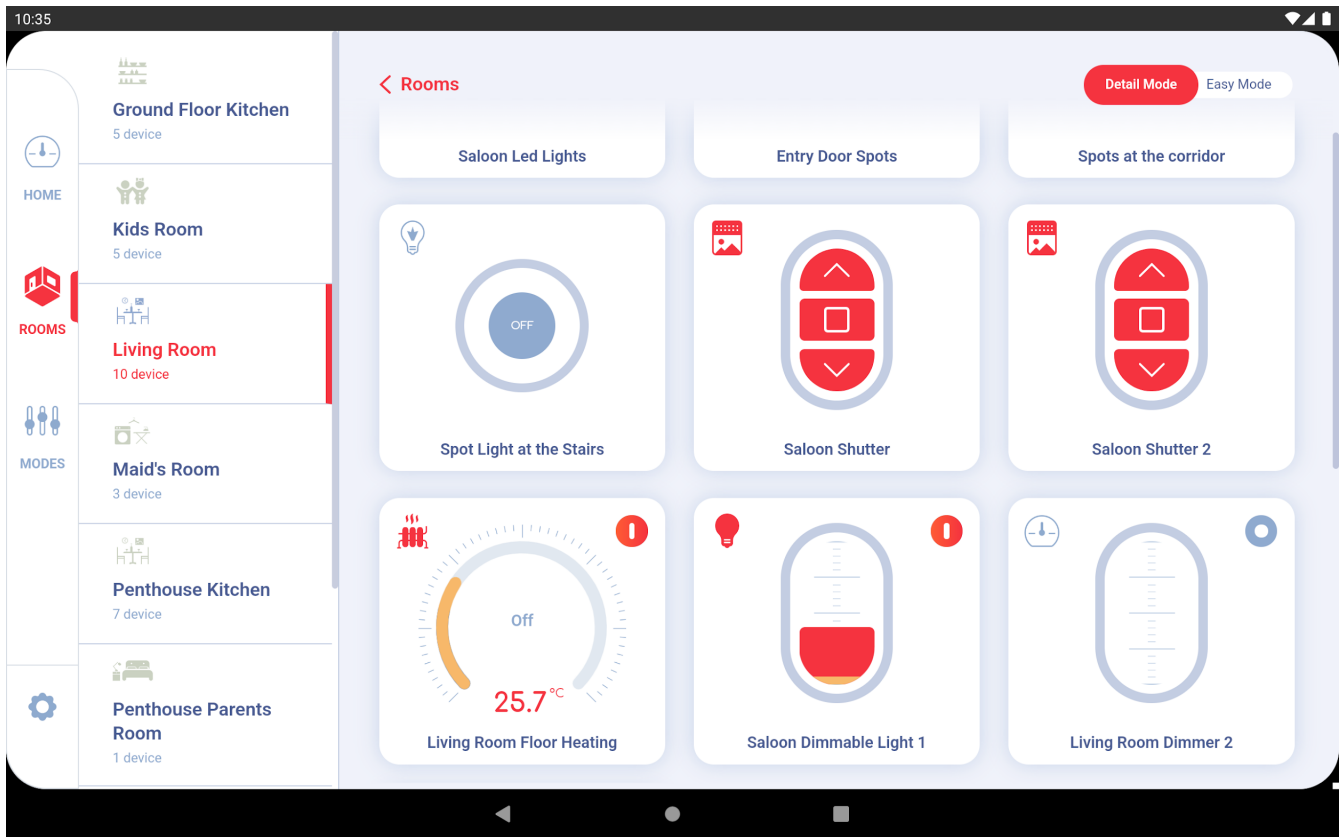 10:35
HOME
ROOMS
MODES
Ground Floor Kitchen
5 device
Kids Room
5 device
Living Room
10 device
Maid's Room
3 device
Penthouse Kitchen
7 device
Penthouse Parents
Room
1 device
Rooms
Detail Mode
Easy Mode
Saloon Led Lights
Entry Door Spots
Spots at the corridor
OFF
Spot Light at the Stairs
Saloon Shutter
Saloon Shutter 2
Off
25.7 °C
Living Room Floor Heating
Saloon Dimmable Light 1
Living Room Dimmer 2